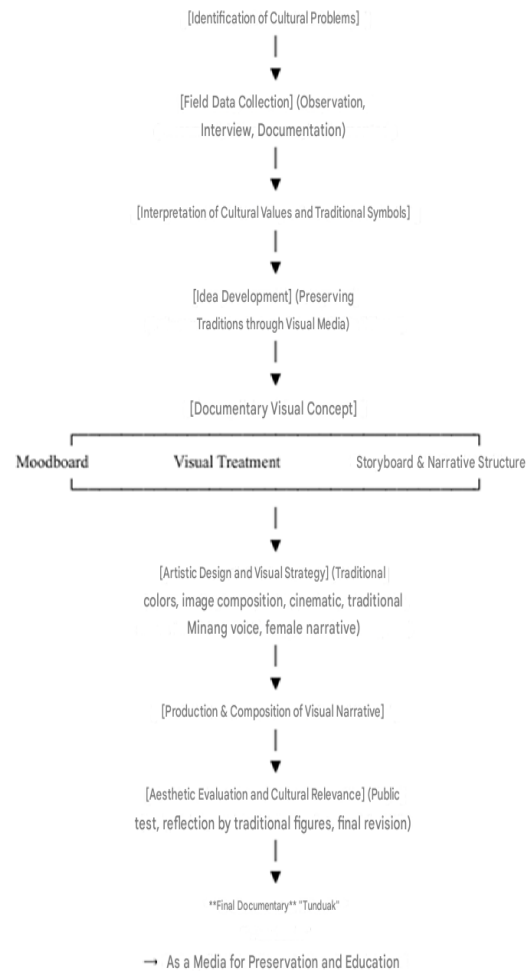 [Identification of Cultural Problems]
[Field Data Collection] (Observation,
Interview, Documentation)
[Interpretation of Cultural Values and Traditional Symbols]
[Idea Development] (Preserving
Traditions through Visual Media)
[Documentary Visual Concept]
Moodboard Visual Treatment Storyboard & Narrative Structure
[Artistic Design and Visual Strategy] (Traditional
colors, image composition, cinematic, traditional
Minang voice, female narrative)
[Production & Composition of Visual Narrative]
[Aesthetic Evaluation and Cultural Relevance] (Public
test, reflection by traditional figures, final revision)
**Final Documentary** "Tunduak"
→ As a Media for Preservation and Education